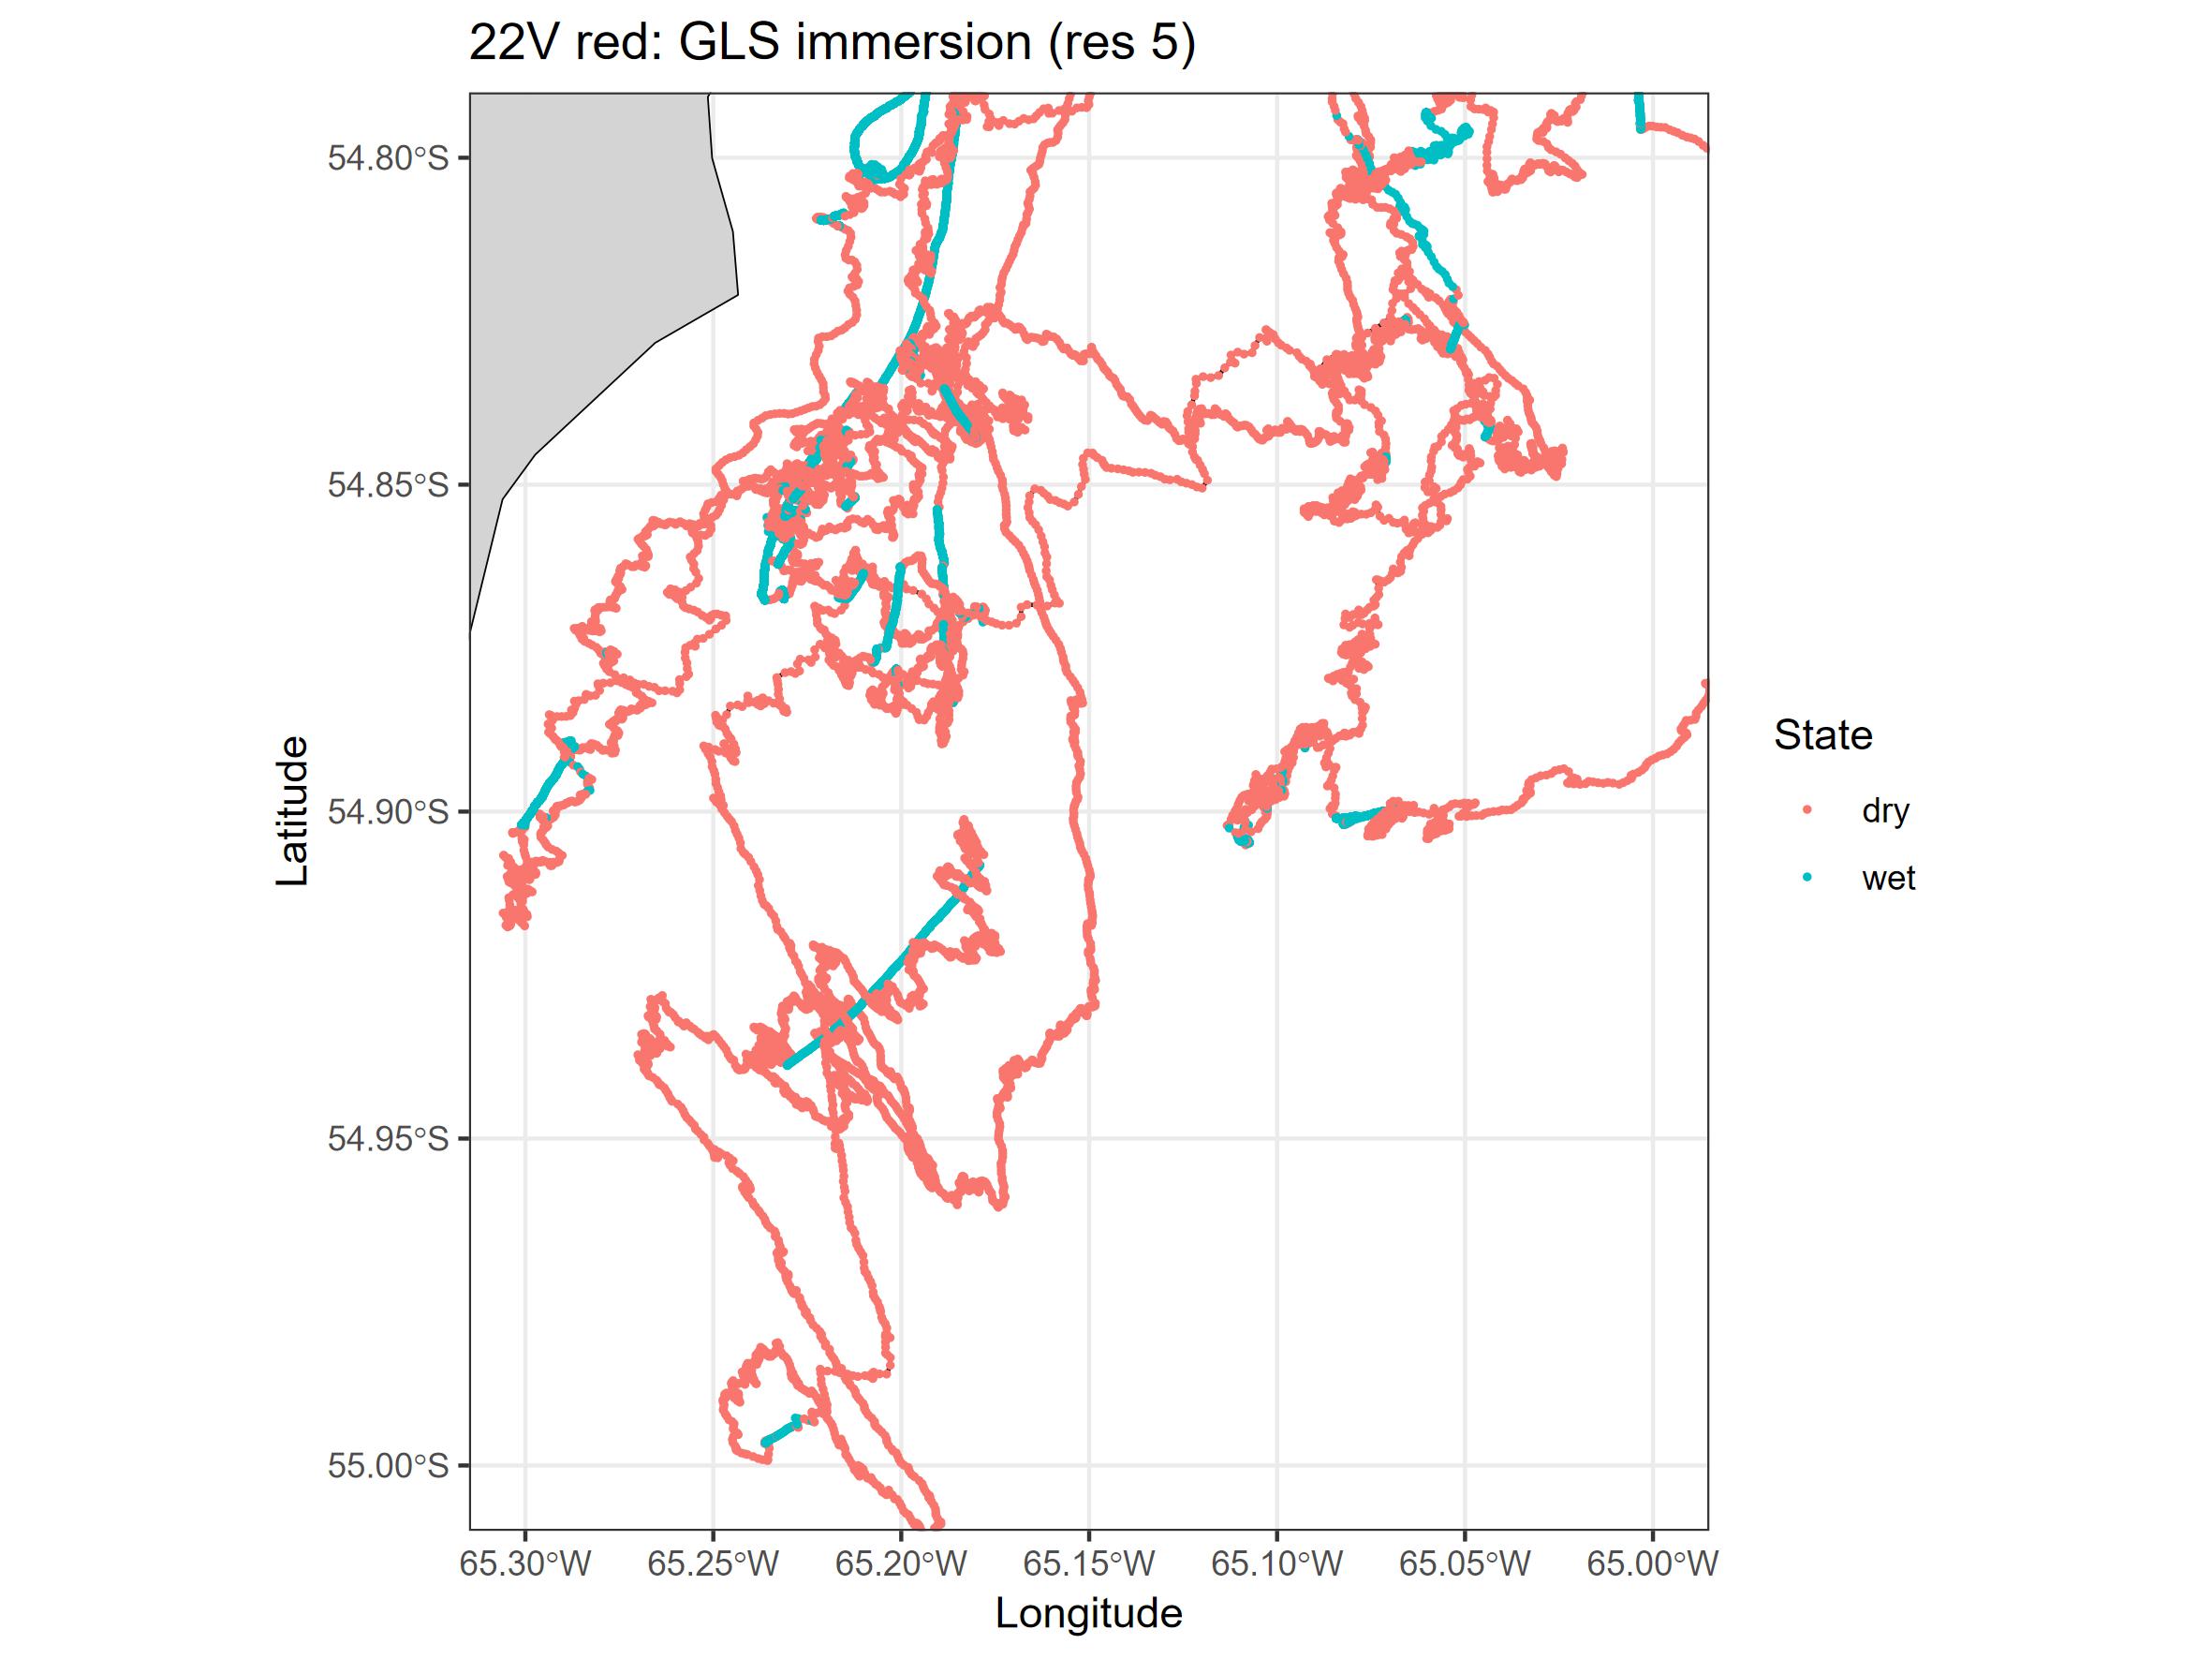 22V red: GLS immersion (res 5)
54.80°S
54.85°S
54.90°S
54.95°S
55.00°S
Latitude
65.30°W 65.25°W 65.20°W 65.15°W 65.10°W 65.05°W 65.00°W
Longitude
State
dry
wet